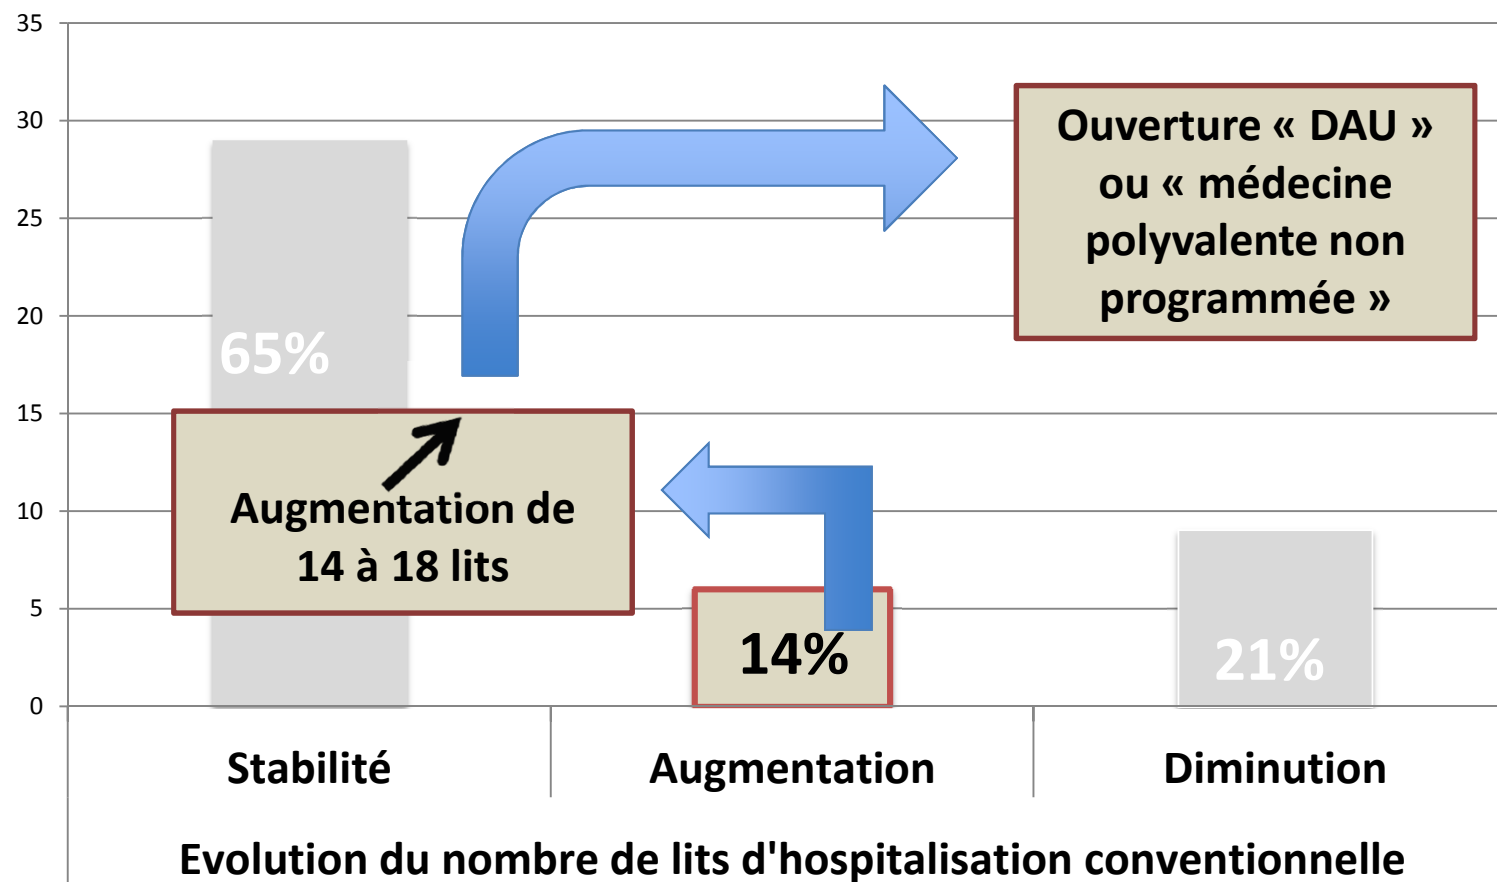 35
30
25
20
15
10
5
0
Ouverture « DAU »
ou « médecine
polyvalente non
programmée »
65%
Augmentation de
14 à 18 lits
14%
21%
Stabilité
Augmentation
Diminution
Evolution du nombre de lits d'hospitalisation conventionnelle